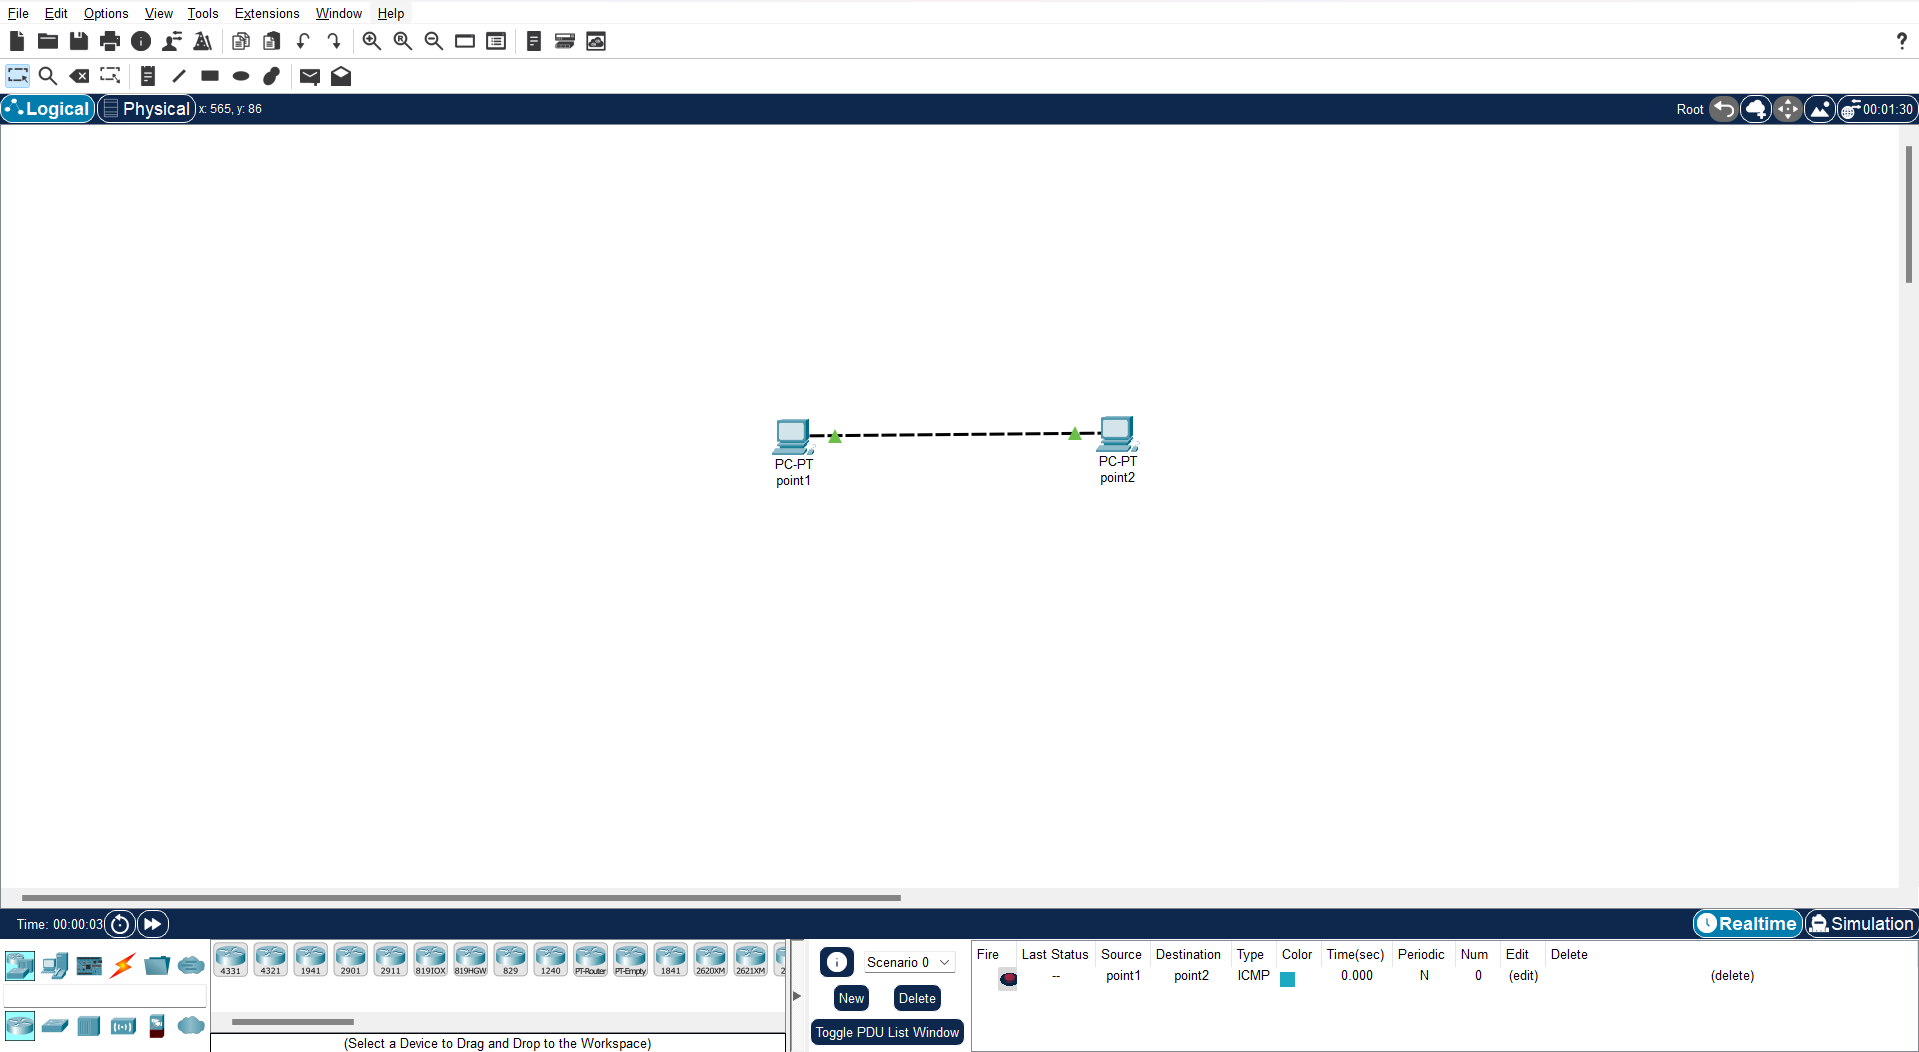 File Edit Options View Tools Extensions Window Help
?
Logical Physical x: 565, y: 86 Root 00:01:30
PC-PT
point1
PC-PT
point2
Time: 00:00:03 Realtime Simulation
4331 4321 1941 2901 2911 819IOX 819HGW 829 1240 PT-Router PT-Empty 1841 2620XM 2621XM
(Select a Device to Drag and Drop to the Workspace)
Scenario 0
New Delete
Toggle PDU List Window
Fire Last Status Source Destination Type Color Time(sec) Periodic Num Edit Delete
-- point1 point2 ICMP 0.000 N 0 (edit) (delete)